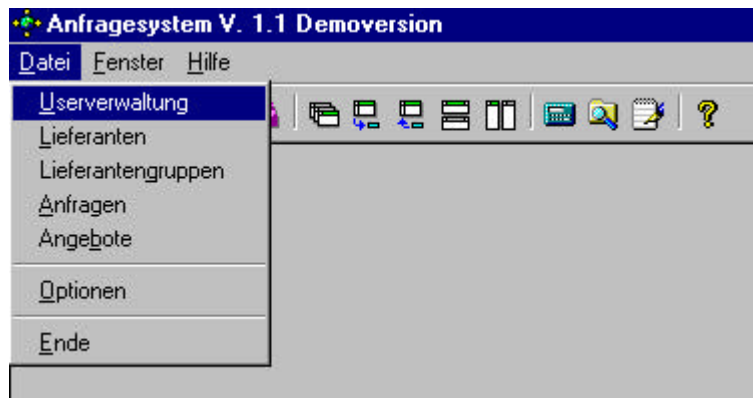 Anfragesystem V. 1.1 Demoversion
Datei Fenster Hilfe
Userverwaltung
Lieferanten
Lieferantengruppen
Anfragen
Angebote
Optionen
Ende